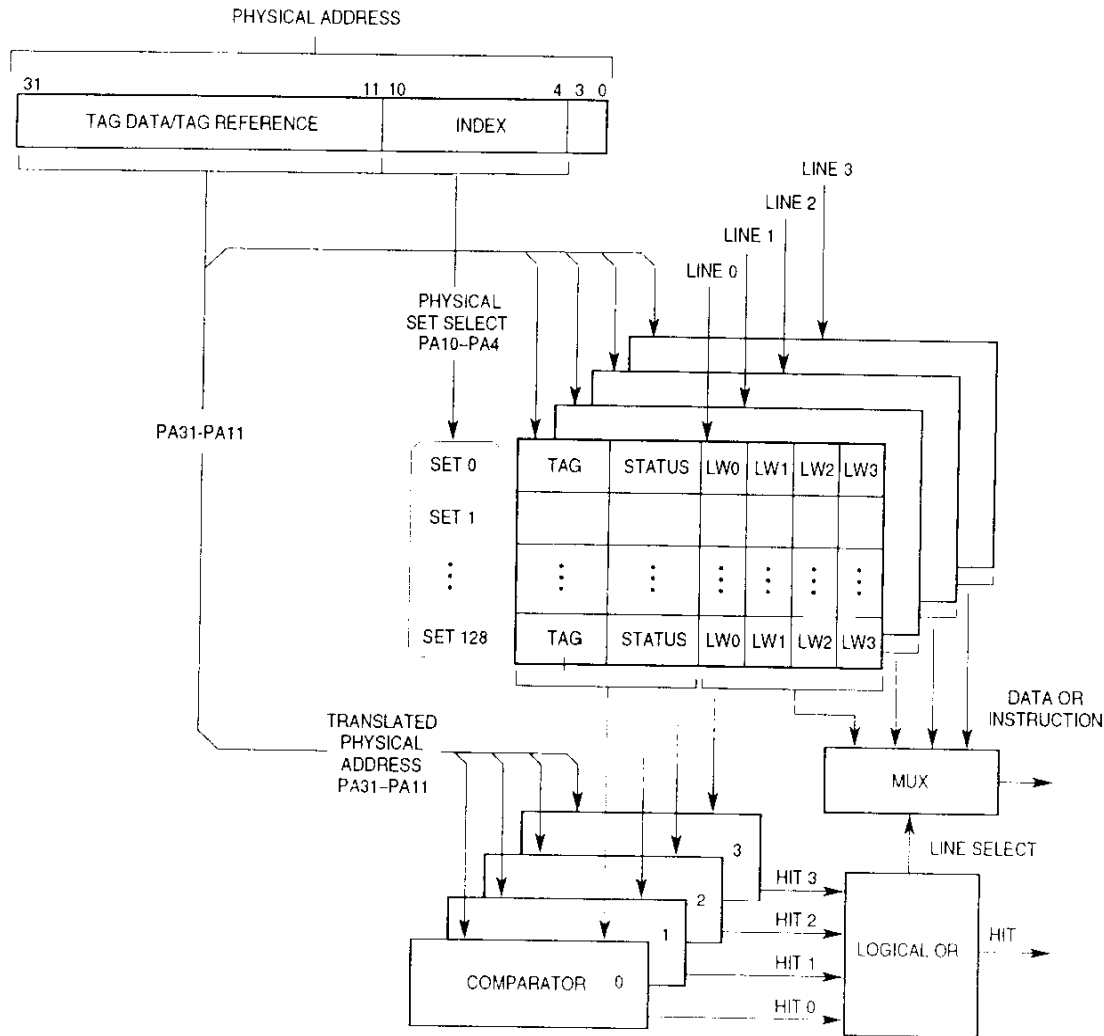 PHYSICAL ADDRESS
31 11 10 4 3 0
TAG DATA/TAG REFERENCE INDEX
LINE 3
LINE 2
LINE 1
LINE 0
PHYSICAL
SET SELECT
PA10–PA4
PA31-PA11
SET 0 TAG STATUS LW0 LW1 LW2 LW3
SET 1
SET 128 TAG STATUS LW0 LW1 LW2 LW3
DATA OR
INSTRUCTION
TRANSLATED
PHYSICAL
ADDRESS
PA31–PA11
MUX
LINE SELECT
3
2
1
COMPARATOR 0
HIT 3
HIT 2
HIT 1
HIT 0
LOGICAL OR
HIT